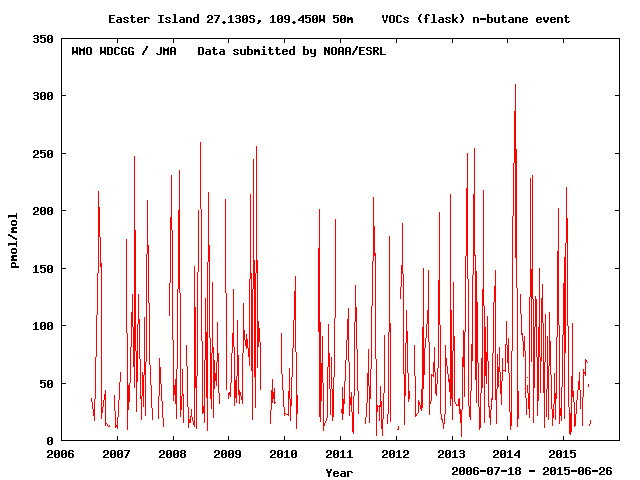 Easter Island 27.130S, 109.450W 50m VOCs (flask) n-butane event
WMO WDCGG / JMA Data submitted by NOAA/ESRL
350
300
250
200
150
100
50
0
pmol/mol
2006 2007 2008 2009 2010 2011 2012 2013 2014 2015
Year
2006-07-18 - 2015-06-26